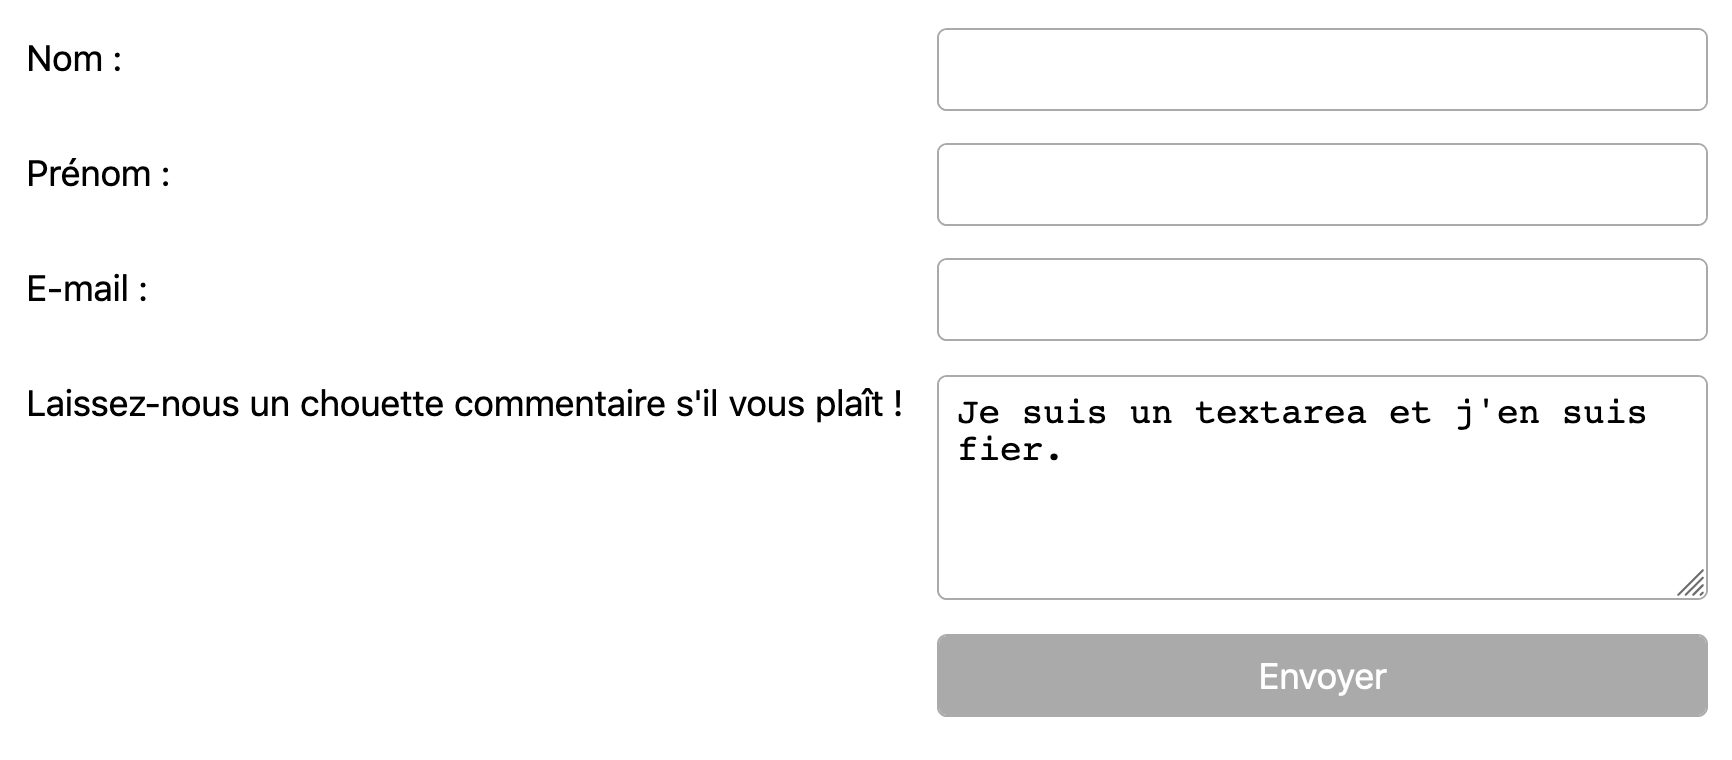 Nom :
Prénom :
E-mail :
Laissez-nous un chouette commentaire s'il vous plaît !
Je suis un textarea et j'en suis
fier.
Envoyer